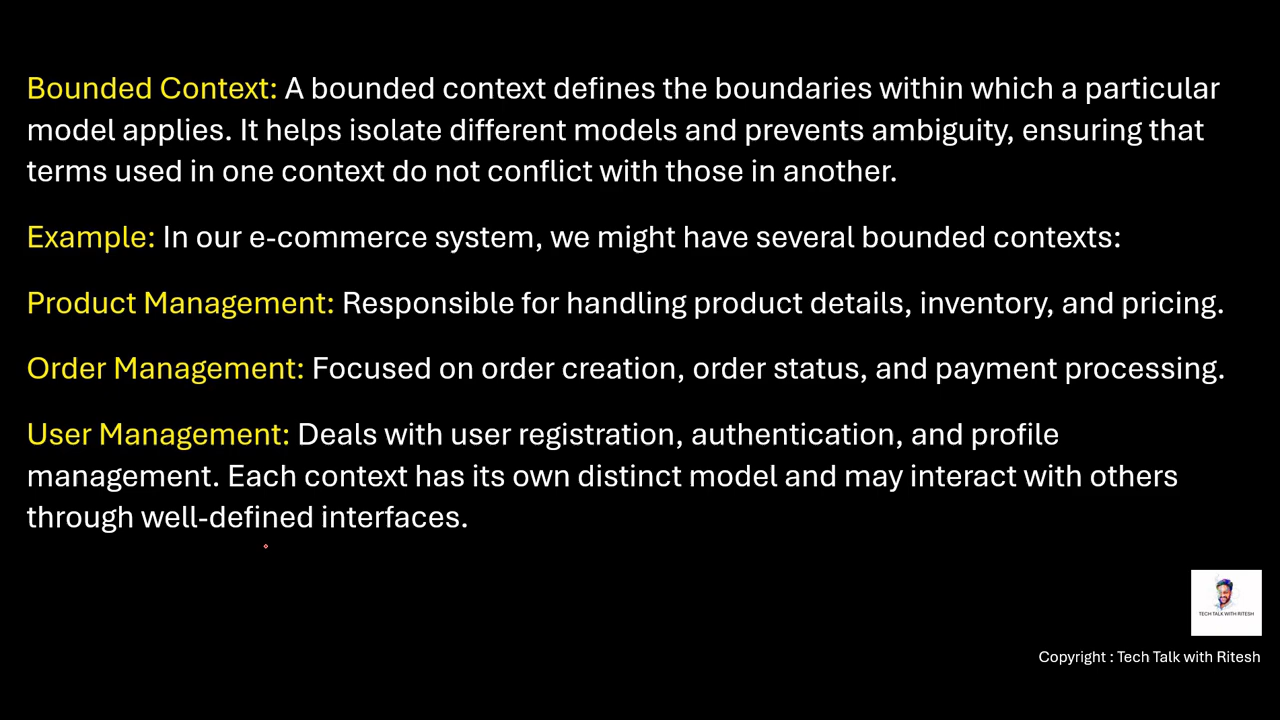 Bounded Context: A bounded context defines the boundaries within which a particular
model applies. It helps isolate different models and prevents ambiguity, ensuring that
terms used in one context do not conflict with those in another.
Example: In our e-commerce system, we might have several bounded contexts:
Product Management: Responsible for handling product details, inventory, and pricing.
Order Management: Focused on order creation, order status, and payment processing.
User Management: Deals with user registration, authentication, and profile
management. Each context has its own distinct model and may interact with others
through well-defined interfaces.
TECH TALK WITH RITESH
Copyright : Tech Talk with Ritesh